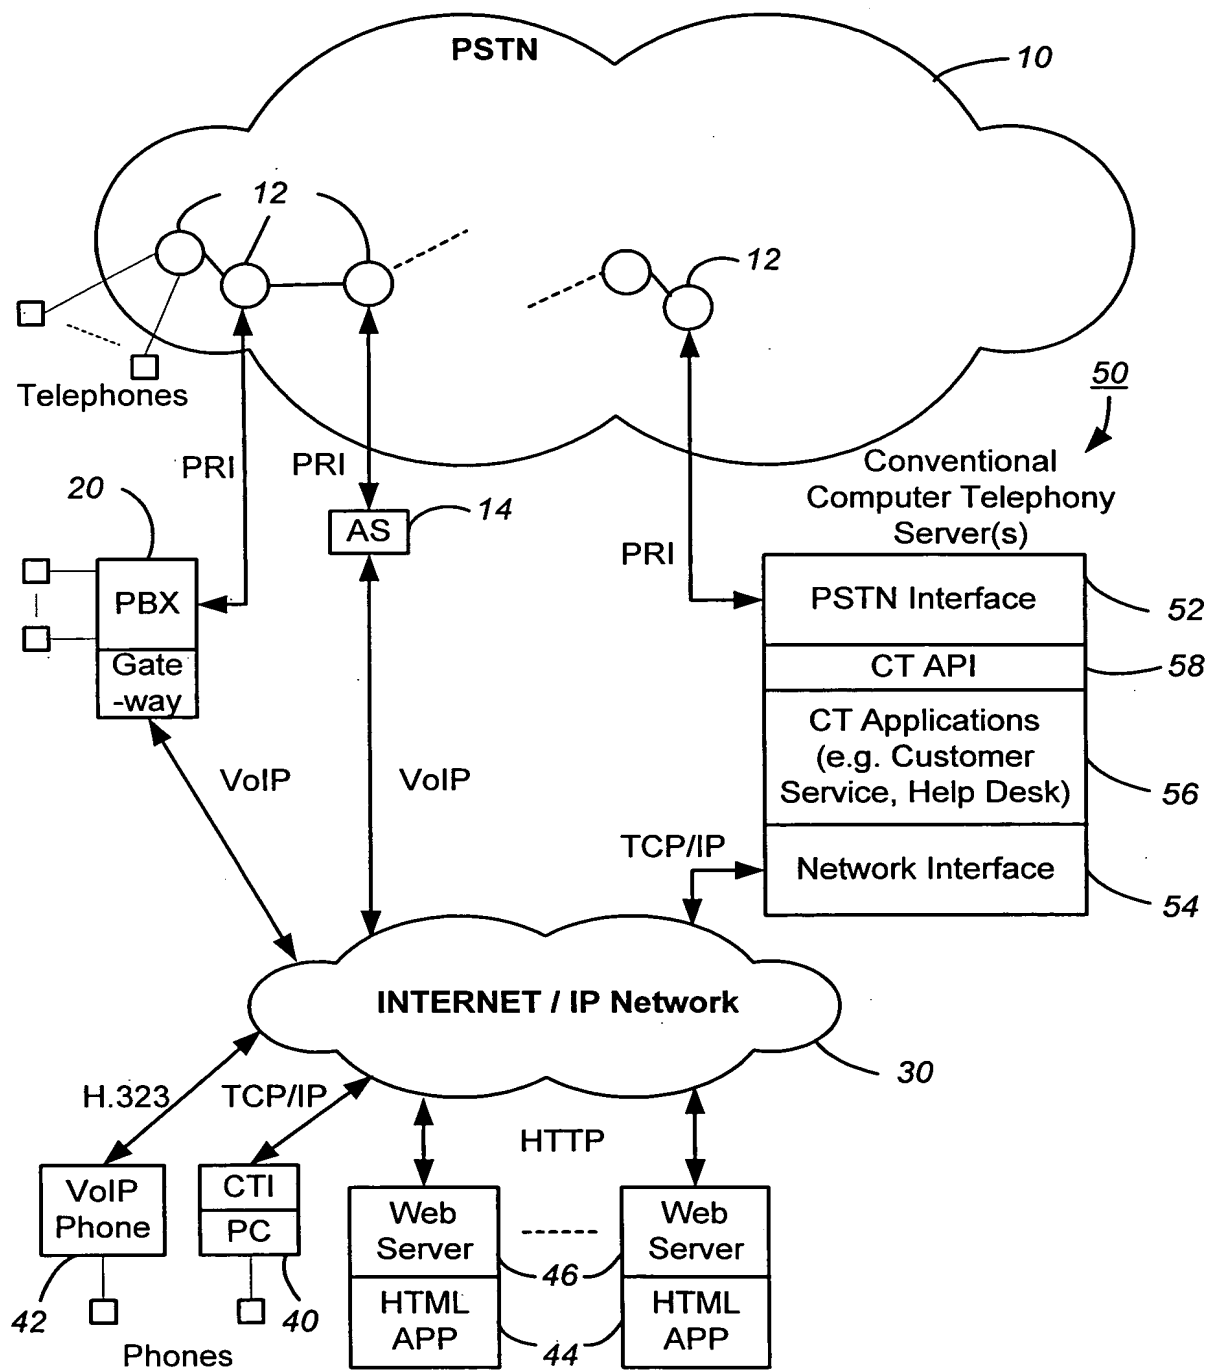 PSTN
10
12
12
12
Telephones
50
PRI
PRI
Conventional
Computer Telephony
Server(s)
20
14
AS
PRI
PBX
PSTN Interface
52
Gate
-way
CT API
58
CT Applications
(e.g. Customer
Service, Help Desk)
56
VoIP
VoIP
TCP/IP
Network Interface
54
INTERNET / IP Network
30
H.323
TCP/IP
HTTP
VoIP
Phone
CTI
PC
Web
Server
Web
Server
46
42
40
HTML
APP
44
HTML
APP
Phones